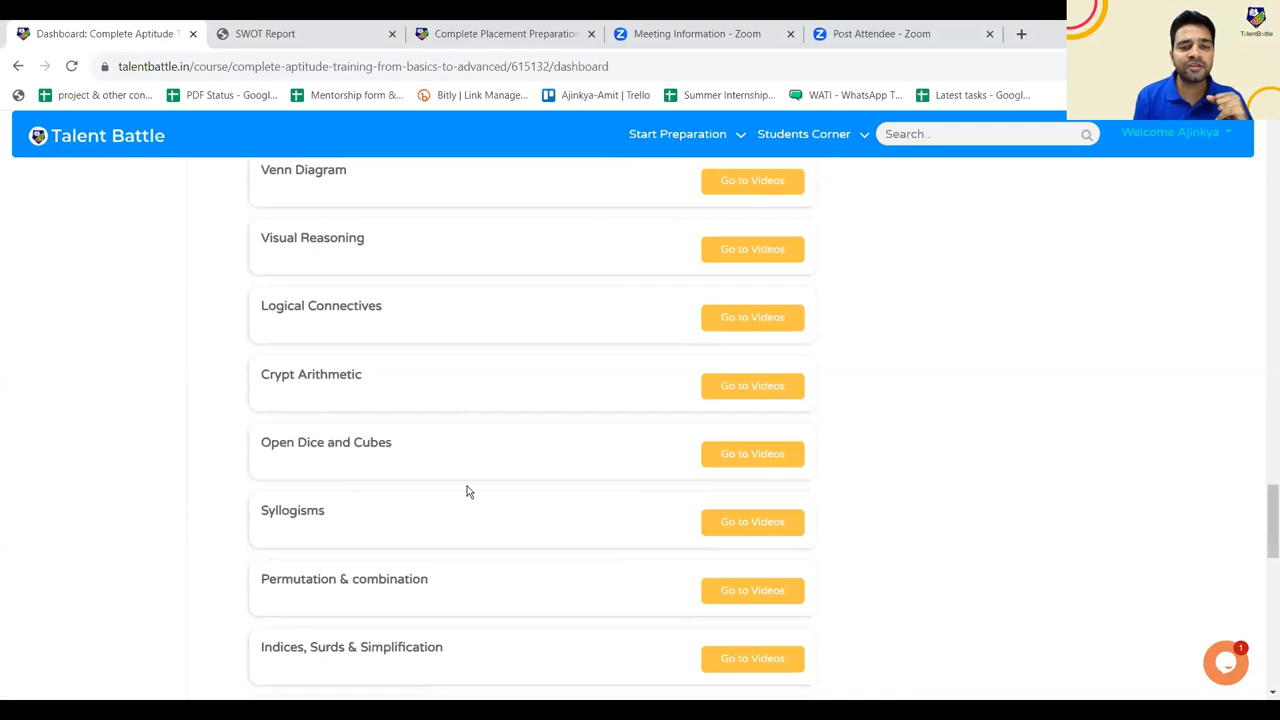 Dashboard: Complete Aptitude T
SWOT Report
Complete Placement Preparation
Meeting Information - Zoom
Post Attendee - Zoom
talentbattle.in/course/complete-aptitude-training-from-basics-to-advanced/615132/dashboard
project & other con...
PDF Status - Googl...
Mentorship form &...
Bitly | Link Manage...
Ajinkya-Amit | Trello
Summer Internship...
WATI - WhatsApp T...
Latest tasks - Googl...
TalentBattle
Talent Battle
Start Preparation
Students Corner
Search..
Welcome Ajinkya
Venn Diagram
Go to Videos
Visual Reasoning
Go to Videos
Logical Connectives
Go to Videos
Crypt Arithmetic
Go to Videos
Open Dice and Cubes
Go to Videos
Syllogisms
Go to Videos
Permutation & combination
Go to Videos
Indices, Surds & Simplification
Go to Videos
1